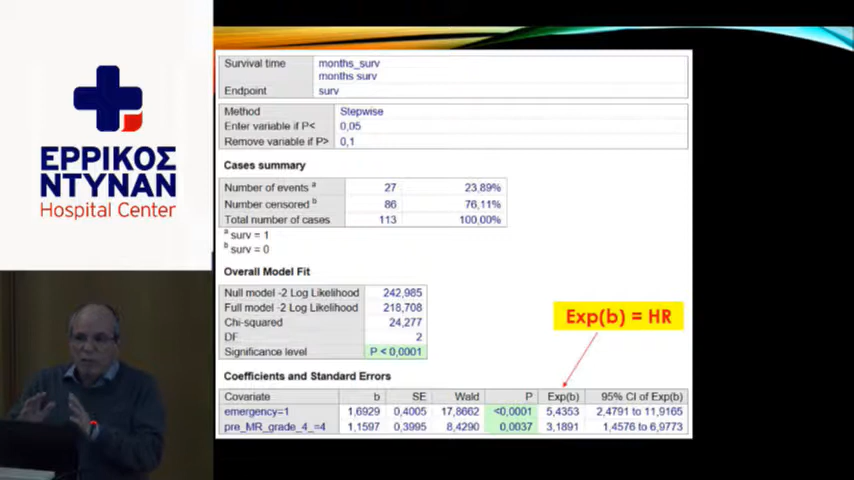 ΕΡΡΙΚΟΣ
ΝΤΥΝΑΝ
Hospital Center
Survival time months_surv
months surv
Endpoint surv
Method Stepwise
Enter variable if P< 0,05
Remove variable if P> 0,1
Cases summary
Number of events a 27 23,89%
Number censored b 86 76,11%
Total number of cases 113 100,00%
a surv = 1
b surv = 0
Overall Model Fit
Null model -2 Log Likelihood 242,985
Full model -2 Log Likelihood 218,708
Chi-squared 24,277
DF 2
Significance level P < 0,0001
Exp(b) = HR
Coefficients and Standard Errors
Covariate b SE Wald P Exp(b) 95% CI of Exp(b)
emergency=1 1,6929 0,4005 17,8662 <0,0001 5,4353 2,4791 to 11,9165
pre_MR_grade_4_=4 1,1597 0,3995 8,4290 0,0037 3,1891 1,4576 to 6,9773